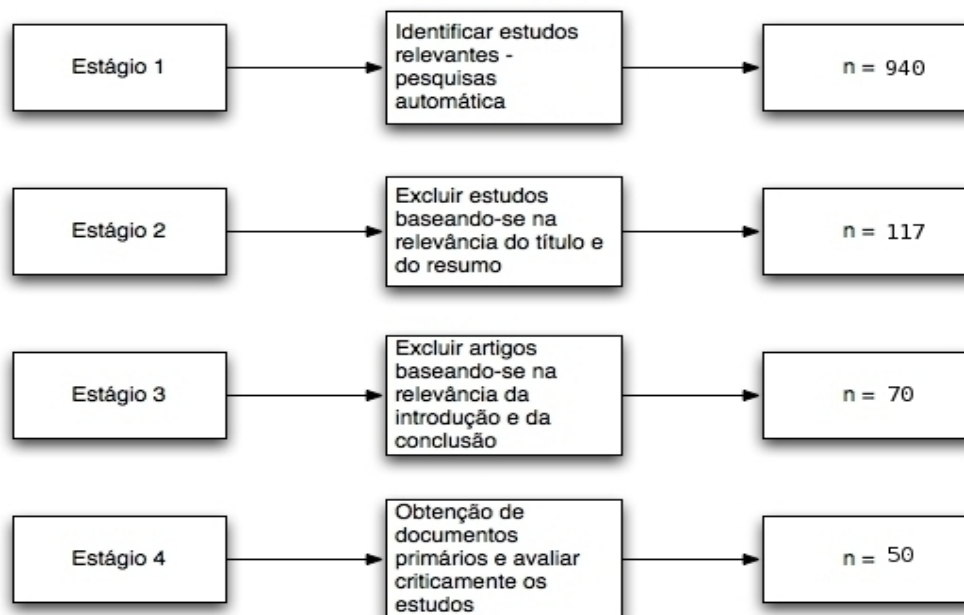 Estágio 1
Identificar estudos
relevantes -
pesquisas
automática
n = 940
Estágio 2
Excluir estudos
baseando-se na
relevância do título e
do resumo
n = 117
Estágio 3
Excluir artigos
baseando-se na
relevância da
introdução e da
conclusão
n = 70
Estágio 4
Obtenção de
documentos
primários e avaliar
criticamente os
estudos
n = 50